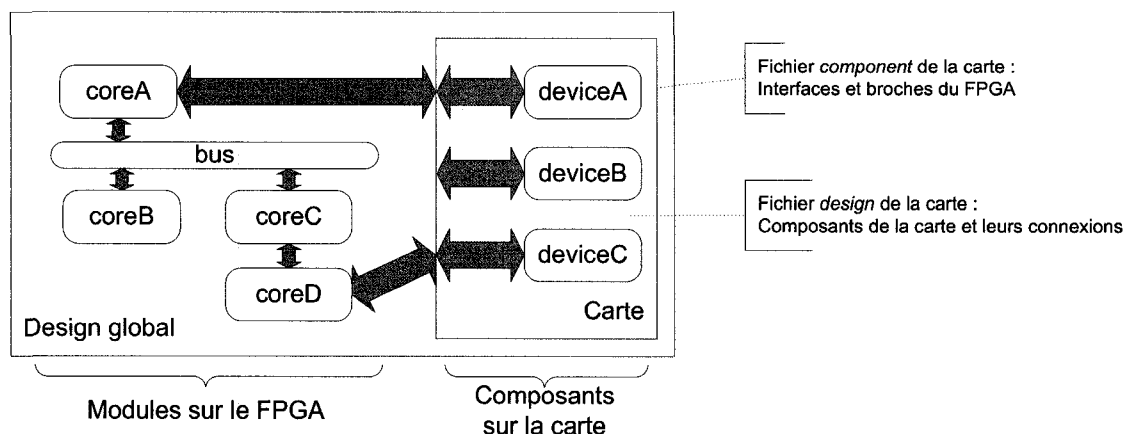 coreA
deviceA
Fichier component de la carte :
Interfaces et broches du FPGA
bus
deviceB
coreB
coreC
Fichier design de la carte :
Composants de la carte et leurs connexions
deviceC
coreD
Carte
Design global
Modules sur le FPGA
Composants
sur la carte